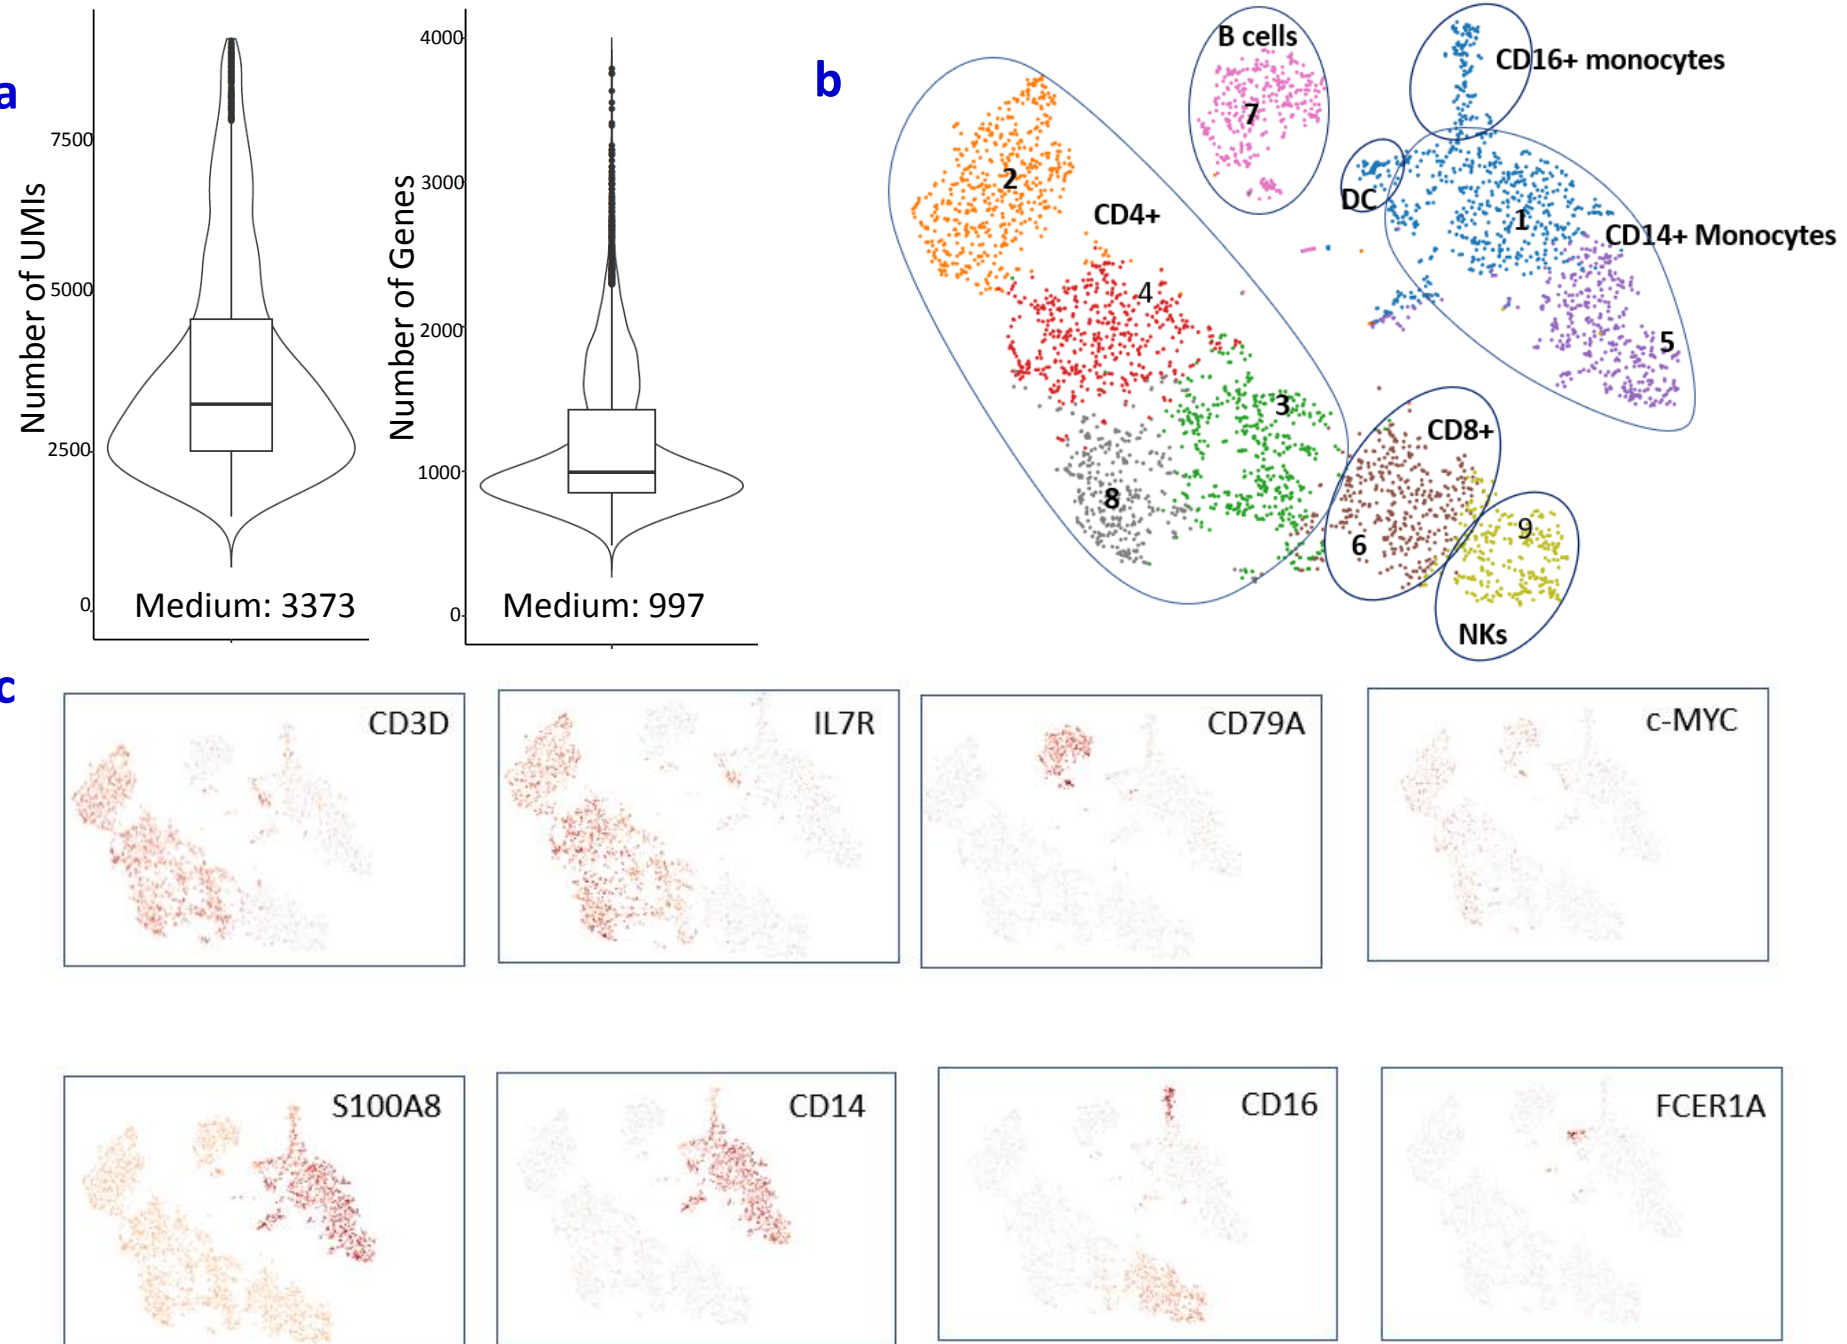 a
Number of UMIs
7500
5000
2500
0
Medium: 3373
Number of Genes
4000
3000
2000
1000
0
Medium: 997
b
B cells
CD16+ monocytes
7
2
DC
CD4+
1
CD14+ Monocytes
4
5
3
CD8+
8
9
6
NKs
c
CD3D
IL7R
CD79A
c-MYC
S100A8
CD14
CD16
FCER1A